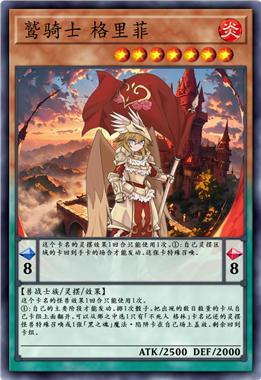 鹫骑士 格里菲
炎
这个卡名的灵摆效果1回合只能使用1次。①:自己灵摆区域的卡回到手卡的场合才能发动。这张卡特殊召唤。
8
8
【兽战士族/灵摆/效果】
这个卡名的怪兽效果1回合只能使用1次。
①:自己的主要阶段才能发动。掷1次骰子。把出现的数目数量的卡从自己卡组上面翻开。可以从那之中选1只有「不死人 格林」卡名记述的灵摆怪兽特殊召唤或1张「黑之魂」魔法·陷阱卡在自己场上盖放。剩余回到卡组。
ATK/2500 DEF/2000